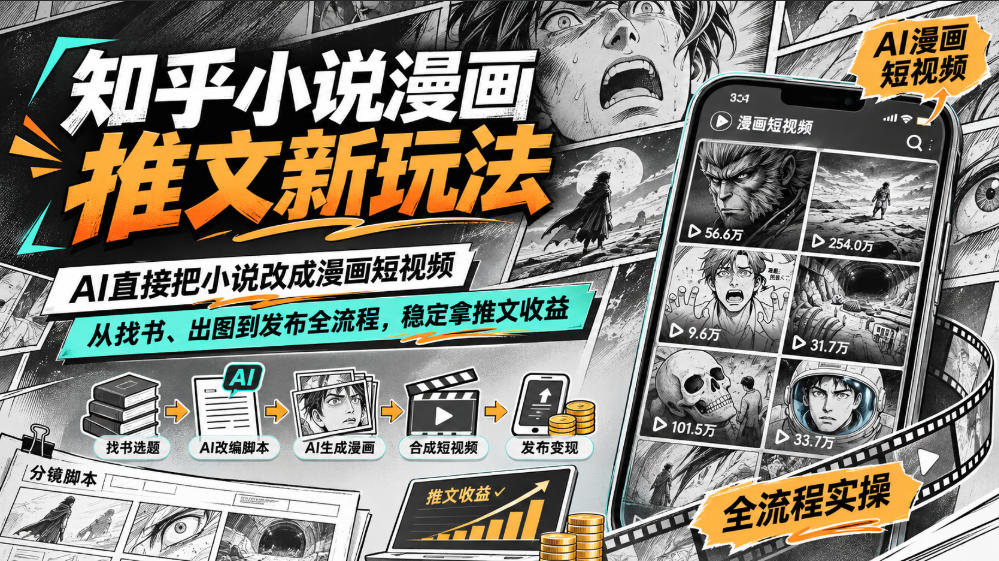 知乎小说漫画
推文新玩法
AI直接把小说改成漫画短视频
从找书、出图到发布全流程，稳定拿推文收益
AI
找书选题
AI改编脚本
AI生成漫画
合成短视频
发布变现
分镜脚本
推文收益
AI漫画
短视频
漫画短视频
56.6万
254.0万
9.6万
31.7万
101.5万
33.7万
全流程实操